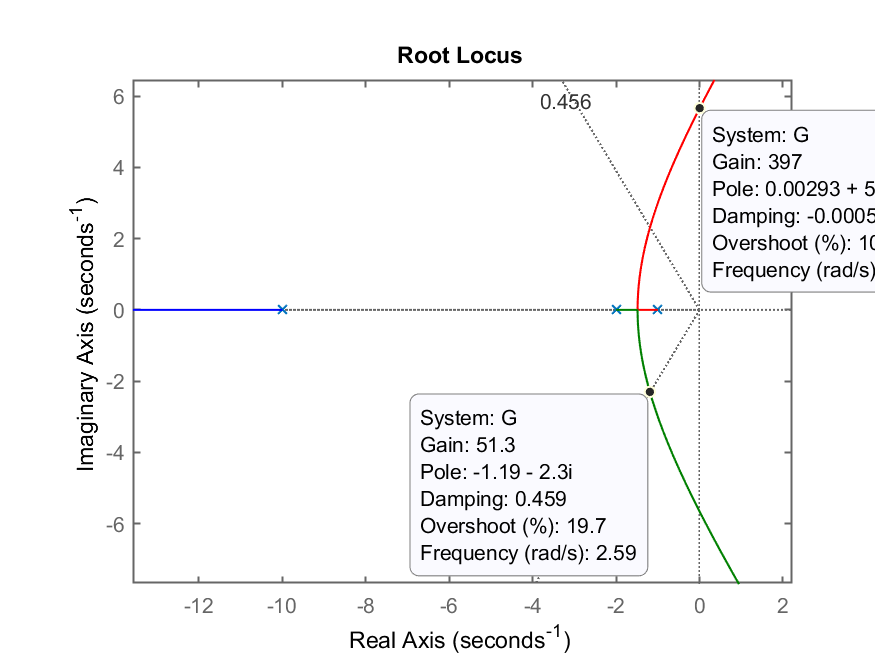 Root Locus
Imaginary Axis (seconds-1)
6
4
2
0
-2
-4
-6
0.456
System: G
Gain: 397
Pole: 0.00293 + 5
Damping: -0.0005
Overshoot (%): 10
Frequency (rad/s)
System: G
Gain: 51.3
Pole: -1.19 - 2.3i
Damping: 0.459
Overshoot (%): 19.7
Frequency (rad/s): 2.59
-12 -10 -8 -6 -4 -2 0 2
Real Axis (seconds-1)